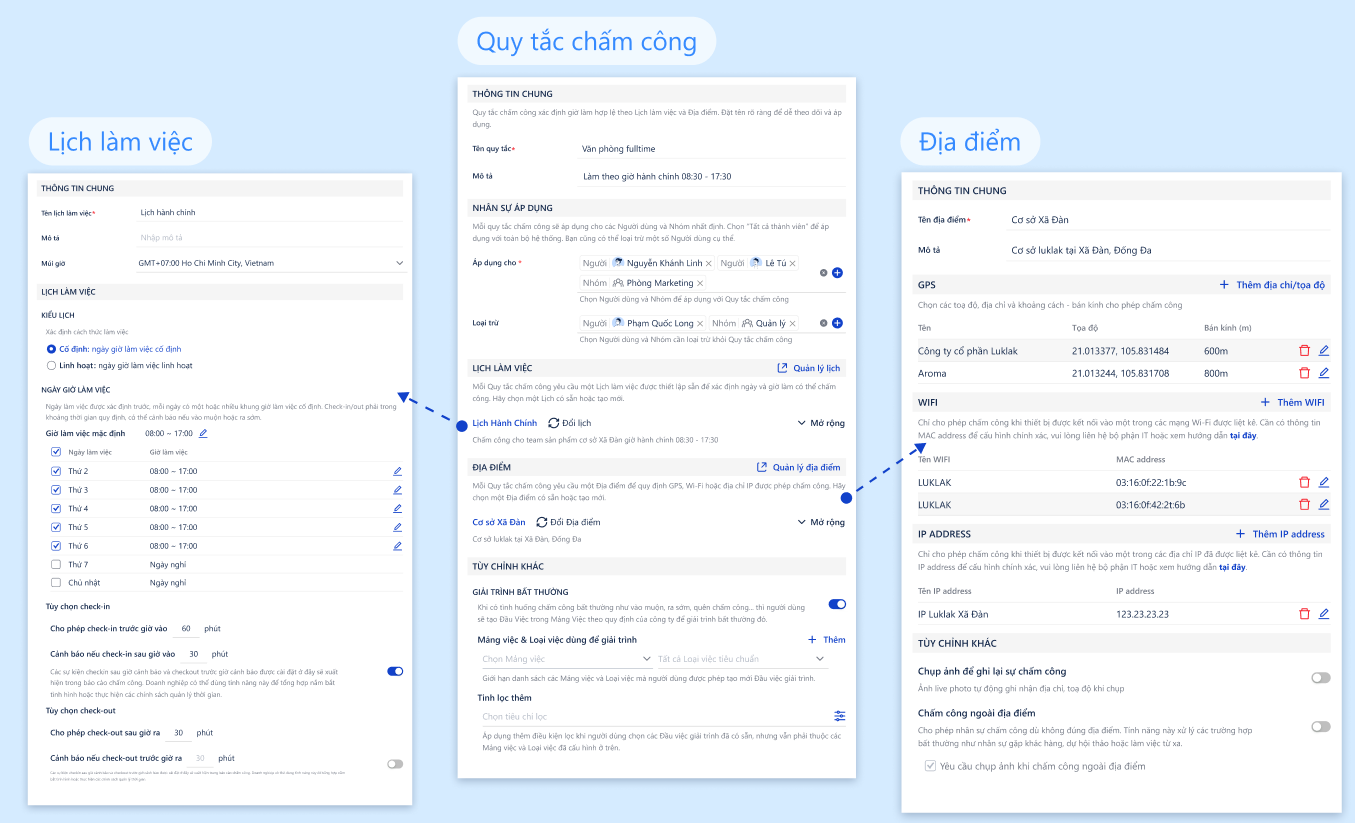 Quy tắc chấm công
THÔNG TIN CHUNG
Quy tắc chấm công xác định giờ làm hợp lệ theo Lịch làm việc và Địa điểm. Đặt tên rõ ràng để dễ theo dõi và áp
dụng.
Tên quy tắc*
Văn phòng fulltime
Mô tả
Làm theo giờ hành chính 08:30 - 17:30
NHÂN SỰ ÁP DỤNG
Mỗi quy tắc chấm công sẽ áp dụng cho các Người dùng và Nhóm nhất định. Chọn "Tất cả thành viên" để áp
dụng với toàn bộ hệ thống. Bạn cũng có thể loại trừ một số Người dùng cụ thể.
Áp dụng cho *
Người Nguyễn Khánh Linh × Người Lê Tú ×
Nhóm Phòng Marketing ×
Chọn Người dùng và Nhóm để áp dụng với Quy tắc chấm công
Loại trừ
Người Phạm Quốc Long × Nhóm Quản lý ×
Chọn Người dùng và Nhóm cần loại trừ khỏi Quy tắc chấm công
LỊCH LÀM VIỆC
Quản lý lịch
Mỗi Quy tắc chấm công yêu cầu một Lịch làm việc được thiết lập sẵn để xác định ngày và giờ làm có thể chấm
công. Hãy chọn một Lịch có sẵn hoặc tạo mới.
Lịch Hành Chính Đổi lịch Mở rộng
Chấm công cho team sản phẩm cơ sở Xã Đàn giờ hành chính 08:30 - 17:30
ĐỊA ĐIỂM
Quản lý địa điểm
Mỗi Quy tắc chấm công yêu cầu một Địa điểm để quy định GPS, Wi-Fi hoặc địa chỉ IP được phép chấm công. Hãy
chọn một Địa điểm có sẵn hoặc tạo mới.
Cơ sở Xã Đàn Đổi Địa điểm Mở rộng
Cơ sở luklak tại Xã Đàn, Đống Đa
TÙY CHỈNH KHÁC
GIẢI TRÌNH BẤT THƯỜNG
Khi có tình huống chấm công bất thường như vào muộn, ra sớm, quên chấm công... thì người dùng
sẽ tạo Đầu Việc trong Mảng Việc theo quy định của công ty để giải trình bất thường đó.
Mảng việc & Loại việc dùng để giải trình
+ Thêm
Chọn Mảng việc
Tất cả Loại việc tiêu chuẩn
Giới hạn danh sách các Mảng việc và Loại việc mà người dùng được phép tạo mới Đầu việc giải trình.
Tinh lọc thêm
Chọn tiêu chí lọc
Áp dụng thêm điều kiện lọc khi người dùng chọn các Đầu việc giải trình đã có sẵn, nhưng vẫn phải thuộc các
Mảng việc và Loại việc đã cấu hình ở trên.
Lịch làm việc
THÔNG TIN CHUNG
Tên lịch làm việc*
Lịch hành chính
Mô tả
Nhập mô tả
Múi giờ
GMT+07:00 Ho Chi Minh City, Vietnam
LỊCH LÀM VIỆC
KIỂU LỊCH
Xác định cách thức làm việc
Cố định: ngày giờ làm việc cố định
Linh hoạt: ngày giờ làm việc linh hoạt
NGÀY GIỜ LÀM VIỆC
Ngày làm việc được xác định trước, mỗi ngày có một hoặc nhiều khung giờ làm việc cố định. Check-in/out phải trong
khoảng thời gian quy định, có thể cảnh báo nếu vào muộn hoặc ra sớm.
Giờ làm việc mặc định
08:00 ~ 17:00
Ngày làm việc Giờ làm việc
Thứ 2 08:00 ~ 17:00
Thứ 3 08:00 ~ 17:00
Thứ 4 08:00 ~ 17:00
Thứ 5 08:00 ~ 17:00
Thứ 6 08:00 ~ 17:00
Thứ 7 Ngày nghỉ
Chủ nhật Ngày nghỉ
Tùy chọn check-in
Cho phép check-in trước giờ vào 60 phút
Cảnh báo nếu check-in sau giờ vào 30 phút
Các sự kiện checkin sau giờ cảnh báo và checkout trước giờ cảnh báo được cài đặt ở đây sẽ xuất
hiện trong báo cáo chấm công. Doanh nghiệp có thể dùng tính năng này để tổng hợp nắm bắt
tình hình hoặc thực hiện các chính sách quản lý thời gian.
Tùy chọn check-out
Cho phép check-out sau giờ ra 30 phút
Cảnh báo nếu check-out trước giờ ra 30 phút
Địa điểm
THÔNG TIN CHUNG
Tên địa điểm*
Cơ sở Xã Đàn
Mô tả
Cơ sở luklak tại Xã Đàn, Đống Đa
GPS
+ Thêm địa chỉ/tọa độ
Chọn các toạ độ, địa chỉ và khoảng cách - bán kính cho phép chấm công
Tên Tọa độ Bán kính (m)
Công ty cổ phần Luklak 21.013377, 105.831484 600m
Aroma 21.013244, 105.831708 800m
WIFI
+ Thêm WIFI
Chỉ cho phép chấm công khi thiết bị được kết nối vào một trong các mạng Wi-Fi được liệt kê. Cần có thông tin
MAC address để cấu hình chính xác, vui lòng liên hệ bộ phận IT hoặc xem hướng dẫn tại đây.
Tên WIFI MAC address
LUKLAK 03:16:0f:22:1b:9c
LUKLAK 03:16:0f:42:2t:6b
IP ADDRESS
+ Thêm IP address
Chỉ cho phép chấm công khi thiết bị được kết nối vào một trong các địa chỉ IP đã được liệt kê. Cần có thông tin
IP address để cấu hình chính xác, vui lòng liên hệ bộ phận IT hoặc xem hướng dẫn tại đây.
Tên IP address IP address
IP Luklak Xã Đàn 123.23.23.23
TÙY CHỈNH KHÁC
Chụp ảnh để ghi lại sự chấm công
Ảnh live photo tự động ghi nhận địa chỉ, toạ độ khi chụp
Chấm công ngoài địa điểm
Cho phép nhân sự chấm công dù không đúng địa điểm. Tính năng này xử lý các trường hợp
bất thường như nhân sự gặp khác hàng, dự hội thảo hoặc làm việc từ xa.
Yêu cầu chụp ảnh khi chấm công ngoài địa điểm